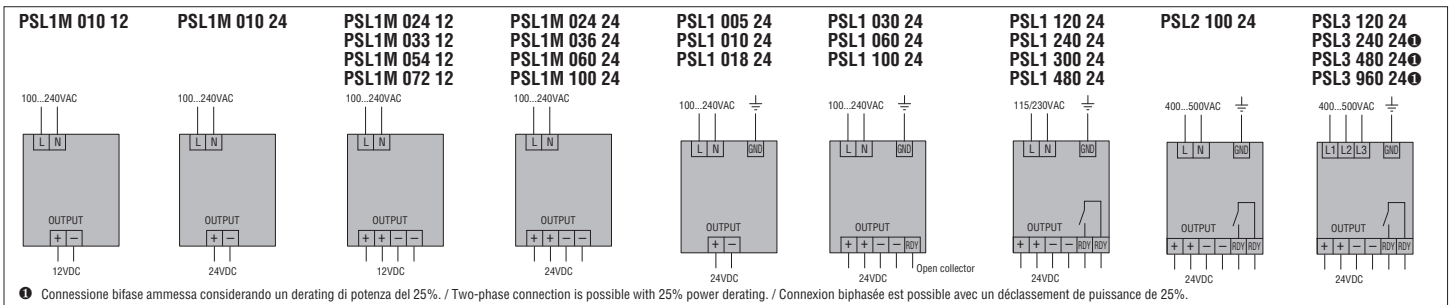 PSL1M 010 12
100...240VAC
L N
OUTPUT
+ –
12VDC
PSL1M 010 24
100...240VAC
L N
OUTPUT
+ –
24VDC
PSL1M 024 12
PSL1M 033 12
PSL1M 054 12
PSL1M 072 12
100...240VAC
L N
OUTPUT
+ + – –
12VDC
PSL1M 024 24
PSL1M 036 24
PSL1M 060 24
PSL1M 100 24
100...240VAC
L N
OUTPUT
+ + – –
24VDC
PSL1 005 24
PSL1 010 24
PSL1 018 24
100...240VAC
L N GND
OUTPUT
+ –
24VDC
PSL1 030 24
PSL1 060 24
PSL1 100 24
100...240VAC
L N GND
OUTPUT
+ + – – RDY
Open collector
24VDC
PSL1 120 24
PSL1 240 24
PSL1 300 24
PSL1 480 24
115/230VAC
L N GND
OUTPUT
+ + – – RDY RDY
24VDC
PSL2 100 24
400...500VAC
L N GND
OUTPUT
+ + – – RDY RDY
24VDC
PSL3 120 24
PSL3 240 24❶
PSL3 480 24❶
PSL3 960 24❶
400...500VAC
L1 L2 L3 GND
OUTPUT
+ + – – RDY RDY
24VDC
❶ Connessione bifase ammessa considerando un derating di potenza del 25%. / Two-phase connection is possible with 25% power derating. / Connexion biphasée est possible avec un déclassement de puissance de 25%.